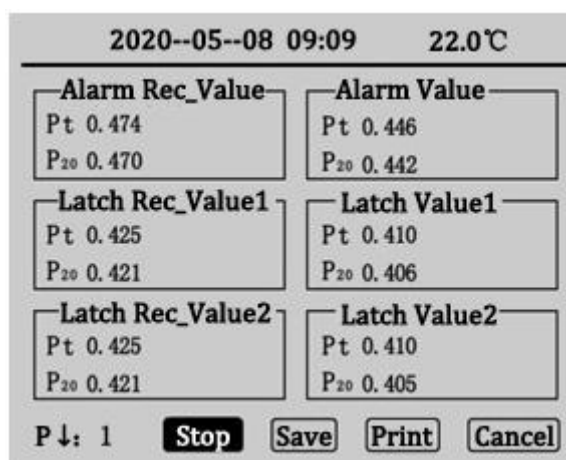 2020--05--08 09:09 22.0℃
Alarm Rec_Value Alarm Value
Pt 0.474 Pt 0.446
P₂₀ 0.470 P₂₀ 0.442
Latch Rec_Value1 Latch Value1
Pt 0.425 Pt 0.410
P₂₀ 0.421 P₂₀ 0.406
Latch Rec_Value2 Latch Value2
Pt 0.425 Pt 0.410
P₂₀ 0.421 P₂₀ 0.405
P↓: 1 Stop Save Print Cancel